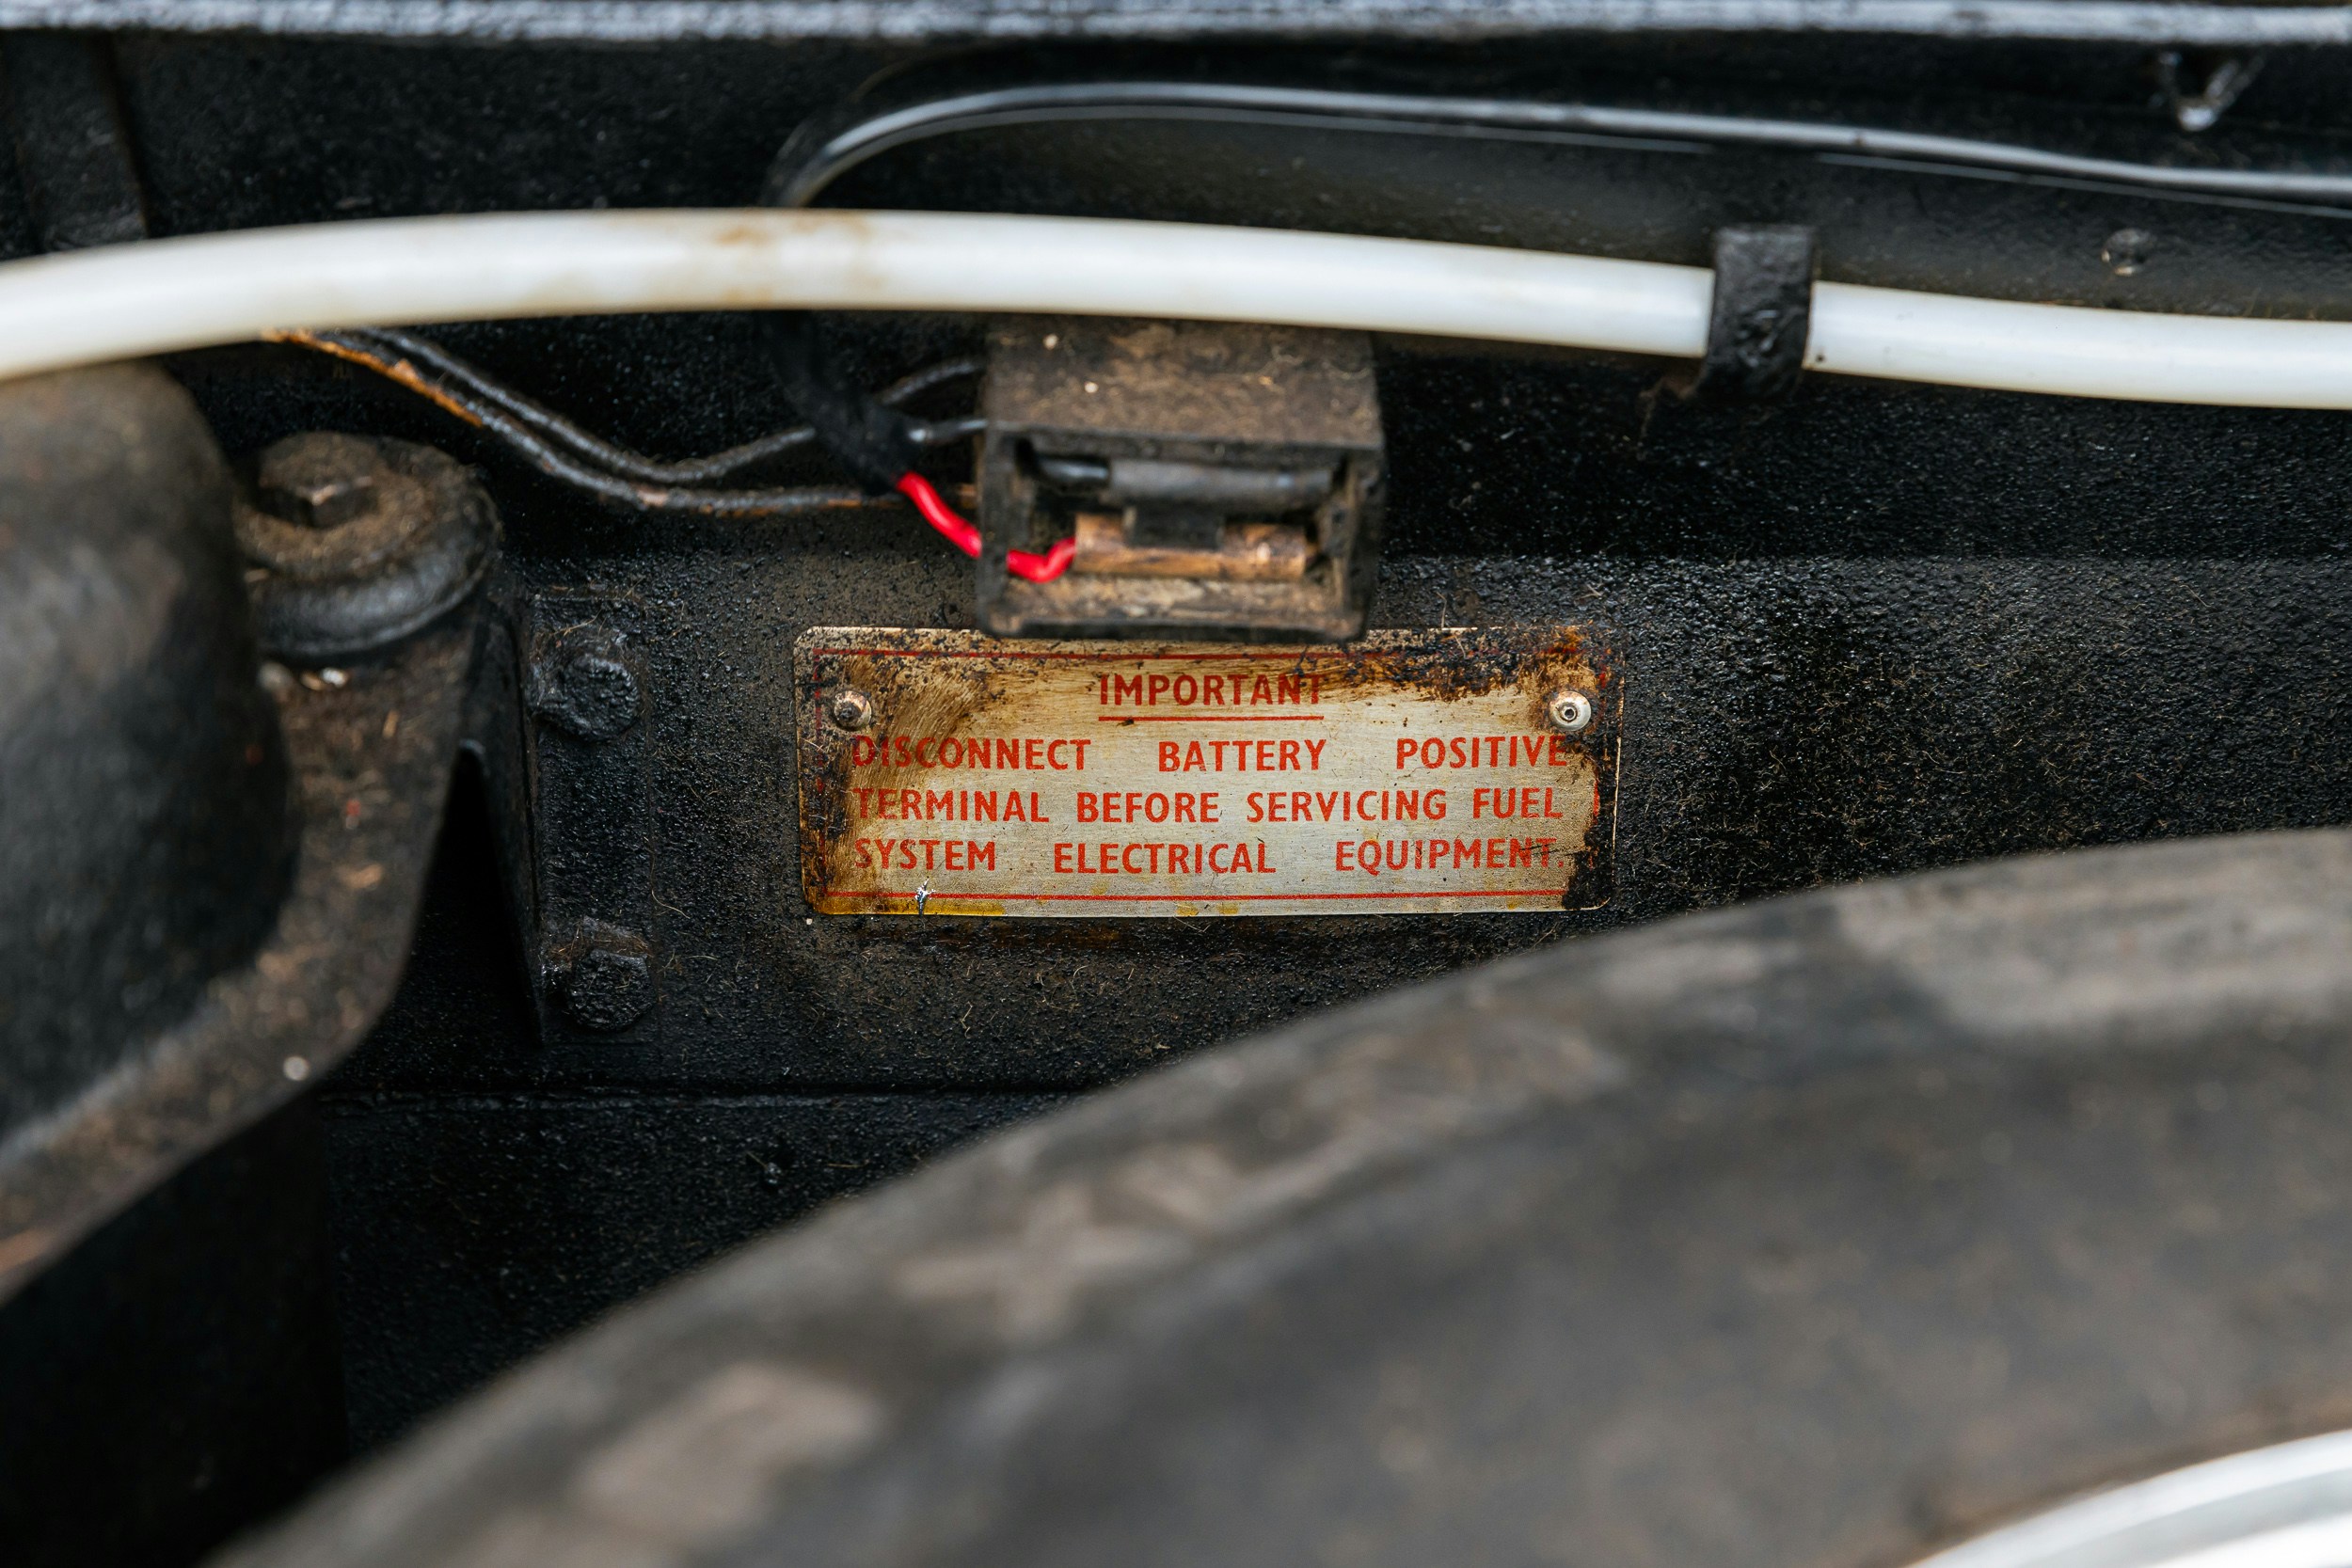 IMPORTANT
DISCONNECT BATTERY POSITIVE
TERMINAL BEFORE SERVICING FUEL
SYSTEM ELECTRICAL EQUIPMENT.